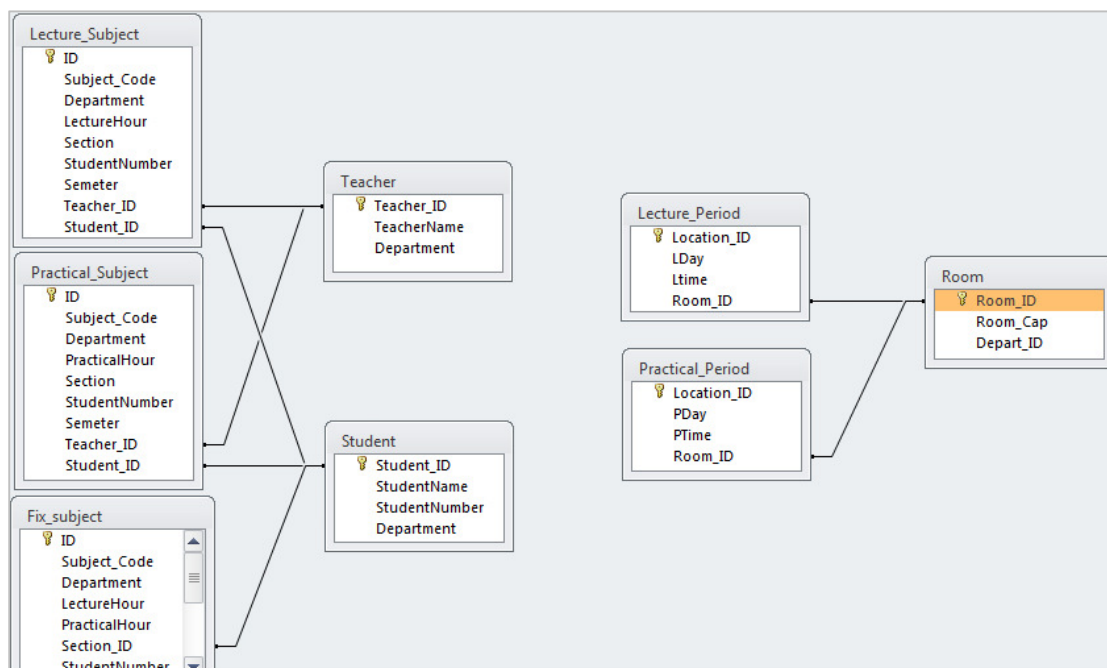 Lecture_Subject
ID
Subject_Code
Department
LectureHour
Section
StudentNumber
Semeter
Teacher_ID
Student_ID
Practical_Subject
ID
Subject_Code
Department
PracticalHour
Section
StudentNumber
Semeter
Teacher_ID
Student_ID
Fix_subject
ID
Subject_Code
Department
LectureHour
PracticalHour
Section_ID
StudentNumber
Teacher
Teacher_ID
TeacherName
Department
Student
Student_ID
StudentName
StudentNumber
Department
Lecture_Period
Location_ID
LDay
Ltime
Room_ID
Practical_Period
Location_ID
PDay
PTime
Room_ID
Room
Room_ID
Room_Cap
Depart_ID